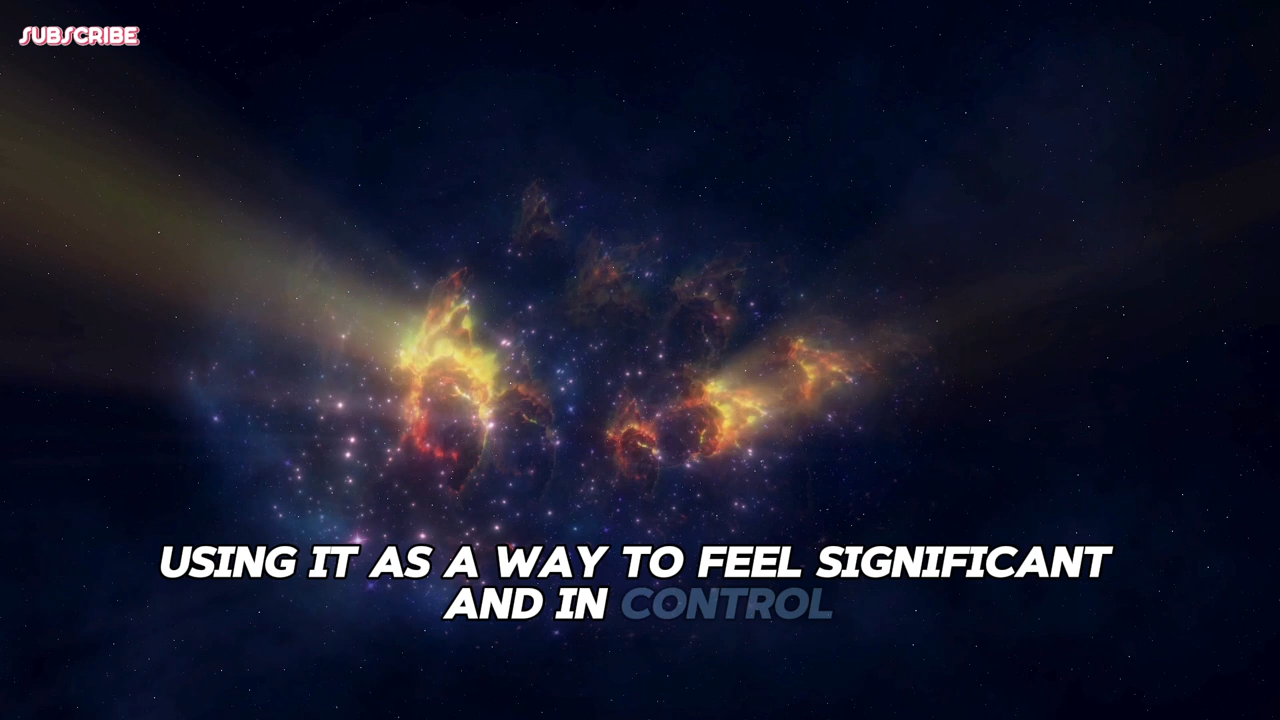 SUBSCRIBE
USING IT AS A WAY TO FEEL SIGNIFICANT
AND IN CONTROL